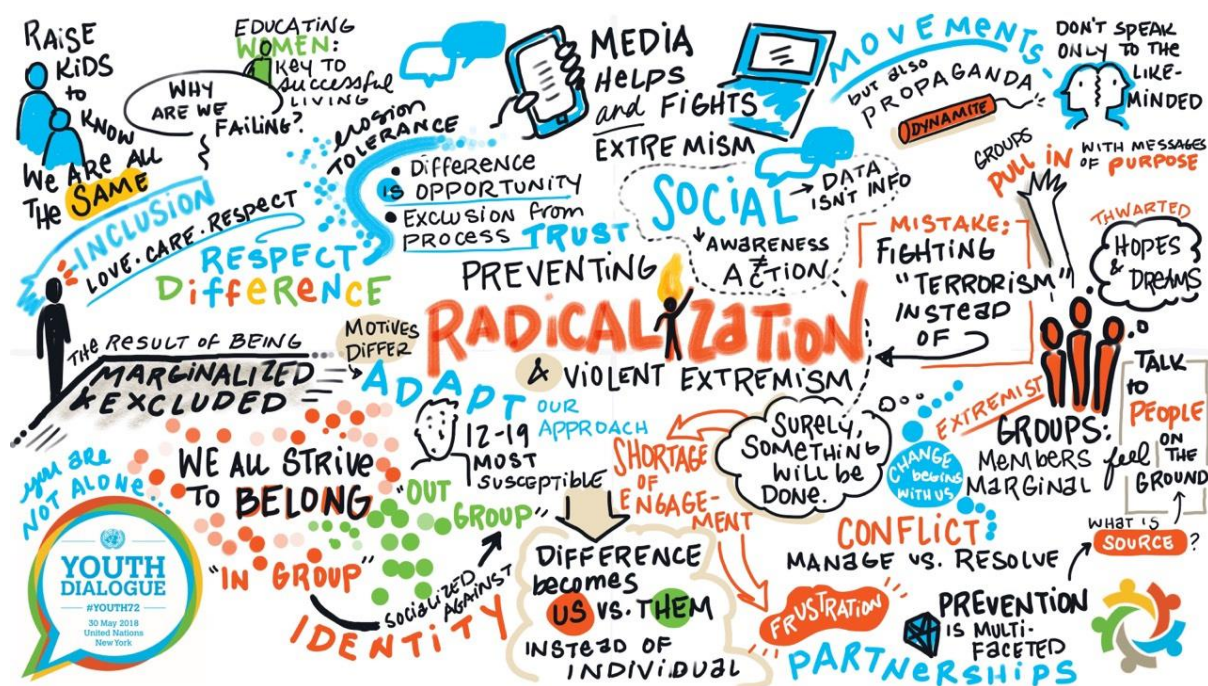 RAISE
KiDS
to
KNOW
We ARE ALL
THE SAME
EDUCATING
WOMEN:
KEY TO
Successful
LIVING
WHY
ARE WE
FAILING?
INCLUSION
LOVE · CARE · RESPECT
RESPECT
DiffERENCE
erosion
TOLERANCE
• DiffERENCE
is OPPORTUNITY
• EXCLUSION from
PROCESS TRUST
MEDIA
HELPS
and FiGHTS
EXTREMISM
SOCIAL
→ DATA
ISN'T INFO
AWARENESS
≠
ACTION
MOVEMENTS
but also
PROPAGANDA
DYNAMITE
DON'T SPEAK
ONLY TO THE
LIKE-
MINDED
GROUPS
PULL IN WITH MESSAGES
OF PURPOSE
THWARTED
HOPES
& DREAMS
MISTAKE:
FIGHTING
"TERRORISM"
INSTEAD
OF
PREVENTING
RADICALIZATION
& VIOLENT EXTREMISM
THE RESULT OF BEING
MARGINALIZED
& EXCLUDED
MOTIVES
DIFFER
ADAPT
OUR
APPROACH
12-19
MOST
SUSCEPTIBLE
WE ALL STRIVE
TO BELONG
"OUT
GROUP"
"IN GROUP"
SOCIALIZED
AGAINST
IDENTITY
you are
NOT ALONE...
YOUTH
DIALOGUE
#YOUTH72
30 May 2018
United Nations
New York
DIFFERENCE
becomes
US VS. THEM
INSTEAD OF
INDIVIDUAL
SHORTAGE
OF
ENGAGE-
MENT
SURELY,
SOMETHING
WILL BE
DONE.
FRUSTRATION
CHANGE
begins
WITH US
EXTREMIST
GROUPS:
MEMBERS feel
MARGINAL
TALK
to
PEOPLE
ON
THE
GROUND
WHAT IS
SOURCE?
CONFLICT
MANAGE VS. RESOLVE
PREVENTION
IS MULTI-
FACETED
PARTNERSHIPS